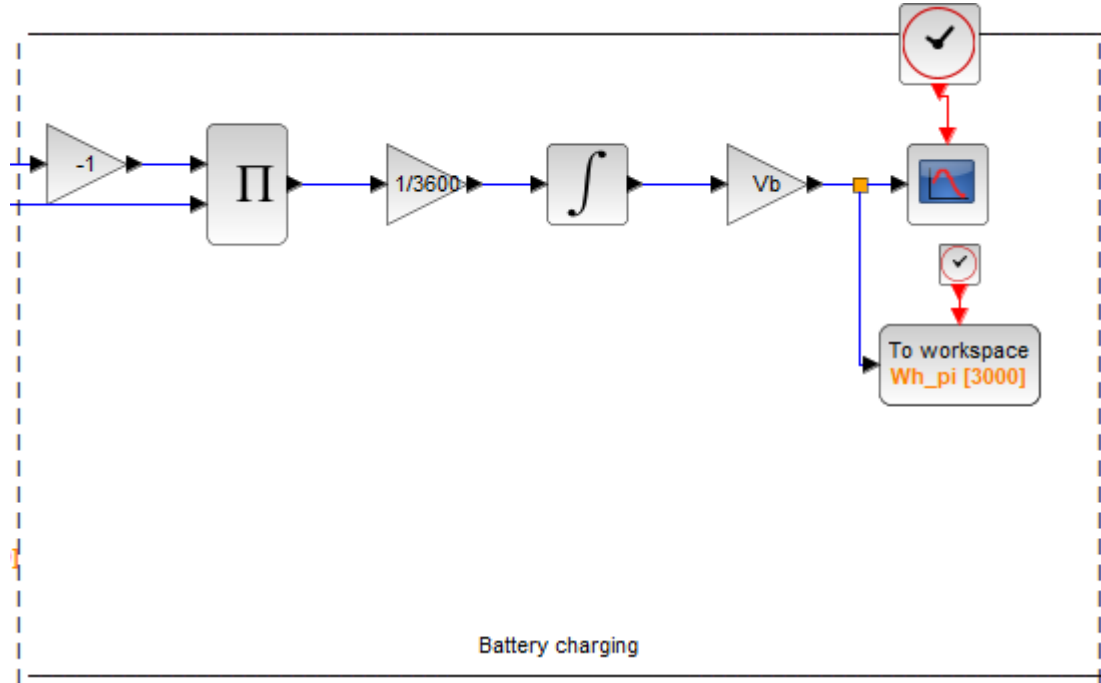 -1
Π
1/3600
∫
Vb
To workspace
Wh_pi [3000]
Battery charging